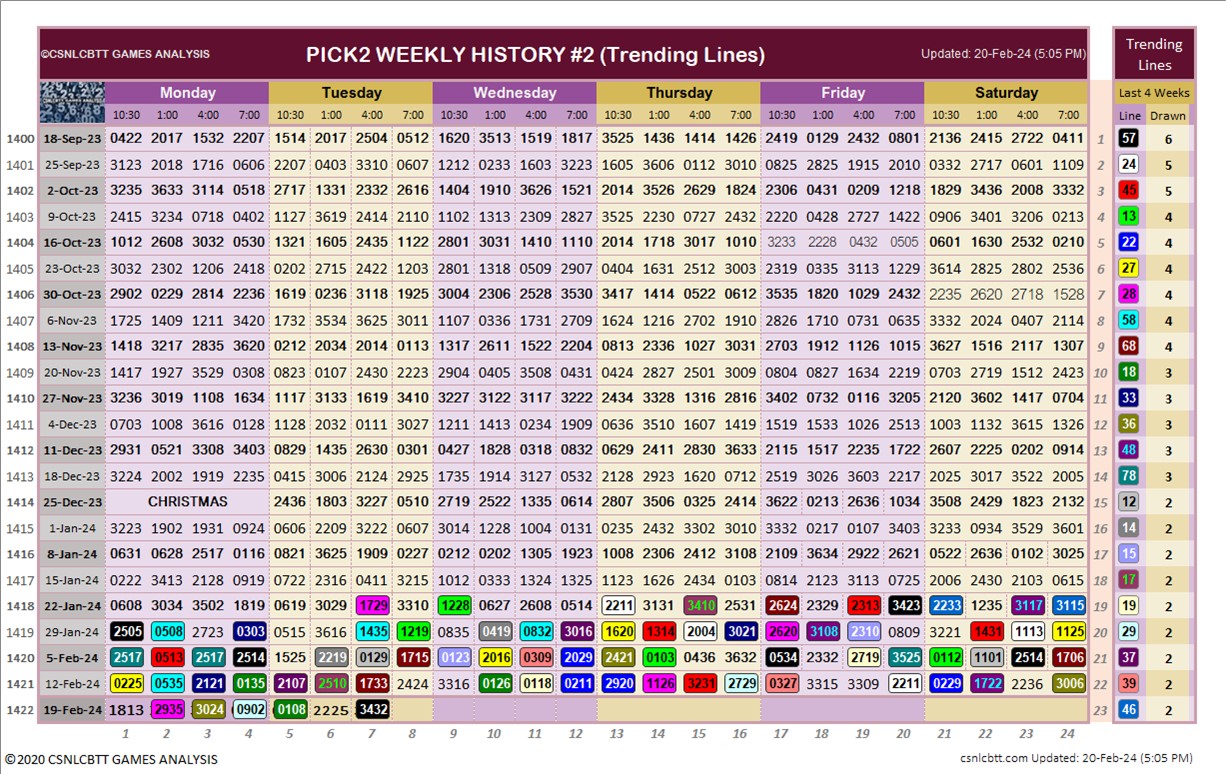 ©CSNLCBTT GAMES ANALYSIS PICK2 WEEKLY HISTORY #2 (Trending Lines) Updated: 20-Feb-24 (5:05 PM) Trending Lines
Monday Tuesday Wednesday Thursday Friday Saturday Last 4 Weeks
10:30 1:00 4:00 7:00 10:30 1:00 4:00 7:00 10:30 1:00 4:00 7:00 10:30 1:00 4:00 7:00 10:30 1:00 4:00 7:00 10:30 1:00 4:00 7:00 Line Drawn
1400 18-Sep-23 0422 2017 1532 2207 1514 2017 2504 0512 1620 3513 1519 1817 3525 1436 1414 1426 2419 0129 2432 0801 2136 2415 2722 0411 1 57 6
1401 25-Sep-23 3123 2018 1716 0606 2207 0403 3310 0607 1212 0233 1603 3223 1605 3606 0112 3010 0825 2825 1915 2010 0332 2717 0601 1109 2 24 5
1402 2-Oct-23 3235 3633 3114 0518 2717 1331 2332 2616 1404 1910 3626 1521 2014 3526 2629 1824 2306 0431 0209 1218 1829 3436 2008 3332 3 45 5
1403 9-Oct-23 2415 3234 0718 0402 1127 3619 2414 2110 1102 1313 2309 2827 3525 2230 0727 2432 2220 0428 2727 1422 0906 3401 3206 0213 4 13 4
1404 16-Oct-23 1012 2608 3032 0530 1321 1605 2435 1122 2801 3031 1410 1110 2014 1718 3017 1010 3233 2228 0432 0505 0601 1630 2532 0210 5 22 4
1405 23-Oct-23 3032 2302 1206 2418 0202 2715 2422 1203 2801 1318 0509 2907 0404 1631 2512 3003 2319 0335 3113 1229 3614 2825 2802 2536 6 27 4
1406 30-Oct-23 2902 0229 2814 2236 1619 0236 3118 1925 3004 2306 2528 3530 3417 1414 0522 0612 3535 1820 1029 2432 2235 2620 2718 1528 7 28 4
1407 6-Nov-23 1725 1409 1211 3420 1732 3534 3625 3011 1107 0336 1731 2709 1624 1216 2702 1910 2826 1710 0731 0635 3332 2024 0407 2114 8 58 4
1408 13-Nov-23 1418 3217 2835 3620 0212 2034 2014 0113 1317 2611 1522 2204 0813 2336 1027 3031 2703 1912 1126 1015 3627 1516 2117 1307 9 68 4
1409 20-Nov-23 1417 1927 3529 0308 0823 0107 2430 2223 2904 0405 3508 0431 0424 2827 2501 3009 0804 0827 1634 2219 0703 2719 1512 2423 10 18 3
1410 27-Nov-23 3236 3019 1108 1634 1117 3133 1619 3410 3227 3122 3117 3222 2434 3328 1316 2816 3402 0732 0116 3205 2120 3602 1417 0704 11 33 3
1411 4-Dec-23 0703 1008 3616 0128 1128 2032 0111 3027 1211 1413 0234 1909 0636 3510 1607 1419 1519 1533 1026 2513 1003 1132 3615 1326 12 36 3
1412 11-Dec-23 2931 0521 3308 3403 0829 1435 2630 0301 0427 1828 0318 0832 0629 2411 2830 3633 2115 1517 2235 1722 2607 2225 0202 0914 13 48 3
1413 18-Dec-23 3224 2002 1919 2235 0415 3006 2124 2923 1735 1914 3127 0532 2128 2923 1620 0712 2519 3026 3603 2217 2025 3017 3522 2005 14 78 3
1414 25-Dec-23 CHRISTMAS 2436 1803 3227 0510 2719 2522 1335 0614 2807 3506 0325 2414 3622 0213 2636 1034 3508 2429 1823 2132 15 12 2
1415 1-Jan-24 3223 1902 1931 0924 0606 2209 3222 0607 3014 1228 1004 0131 0235 2432 3302 3010 3332 0217 0107 3403 3233 0934 3529 3601 16 14 2
1416 8-Jan-24 0631 0628 2517 0116 0821 3625 1909 0227 0212 0202 1305 1923 1008 2306 2412 3108 2109 3634 2922 2621 0522 2636 0102 3025 17 15 2
1417 15-Jan-24 0222 3413 2128 0919 0722 2316 0411 3215 1012 0333 1324 1325 1123 1626 2434 0103 0814 2123 3113 0725 2006 2430 2103 0615 18 17 2
1418 22-Jan-24 0608 3034 3502 1819 0619 3029 1729 3310 1228 0627 2608 0514 2211 3131 3410 2531 2624 2329 2313 3423 2233 1235 3117 3115 19 19 2
1419 29-Jan-24 2505 0508 2723 0303 0515 3616 1435 1219 0835 0419 0832 3016 1620 1314 2004 3021 2620 3108 2310 0809 3221 1431 1113 1125 20 29 2
1420 5-Feb-24 2517 0513 2517 2514 1525 2219 0129 1715 0123 2016 0309 2029 2421 0103 0436 3632 0534 2332 2719 3525 0112 1101 2514 1706 21 37 2
1421 12-Feb-24 0225 0535 2121 0135 2107 2510 1733 2424 3316 0126 0118 0211 2920 1126 3231 2729 0327 3315 3309 2211 0229 1722 2236 3006 22 39 2
1422 19-Feb-24 1813 2935 3024 0902 0108 2225 3432 23 46 2
1 2 3 4 5 6 7 8 9 10 11 12 13 14 15 16 17 18 19 20 21 22 23 24
©2020 CSNLCBTT GAMES ANALYSIS csnlcbtt.com Updated: 20-Feb-24 (5:05 PM)